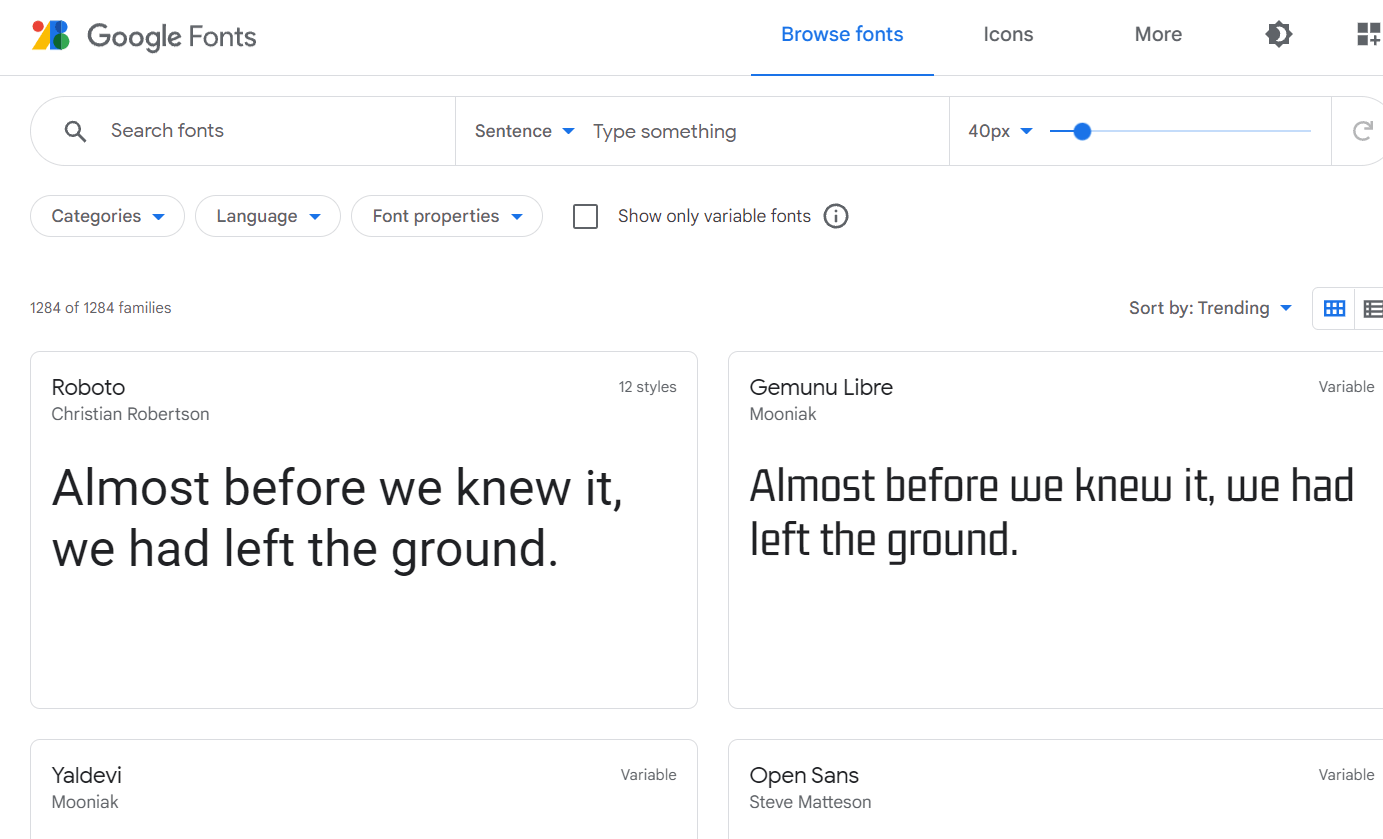 Google Fonts
Browse fonts
Icons
More
Search fonts
Sentence
Type something
40px
Categories
Language
Font properties
Show only variable fonts
1284 of 1284 families
Sort by: Trending
Roboto
12 styles
Christian Robertson
Almost before we knew it,
we had left the ground.
Gemunu Libre
Variable
Mooniak
Almost before we knew it, we had
left the ground.
Yaldevi
Variable
Mooniak
Open Sans
Variable
Steve Matteson